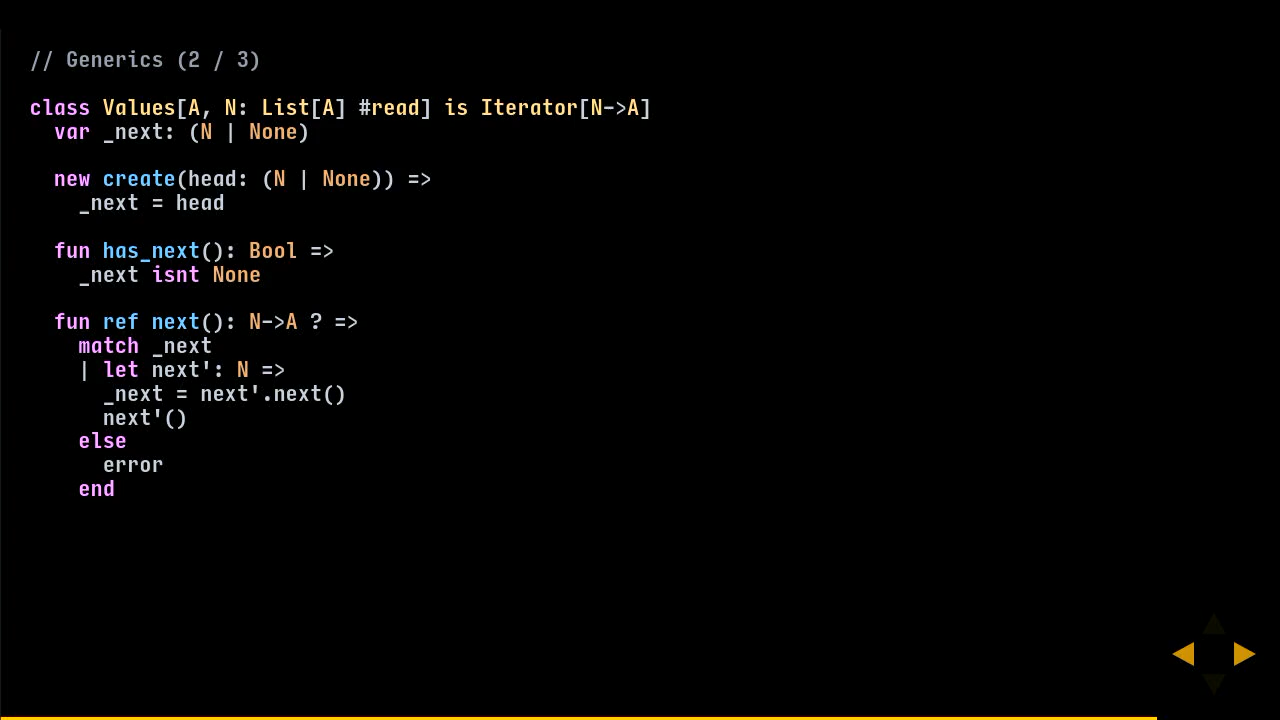 // Generics (2 / 3)
class Values[A, N: List[A] #read] is Iterator[N->A]
  var _next: (N | None)
  new create(head: (N | None)) =>
    _next = head
  fun has_next(): Bool =>
    _next isnt None
  fun ref next(): N->A ? =>
    match _next
    | let next': N =>
      _next = next'.next()
      next'()
    else
      error
    end